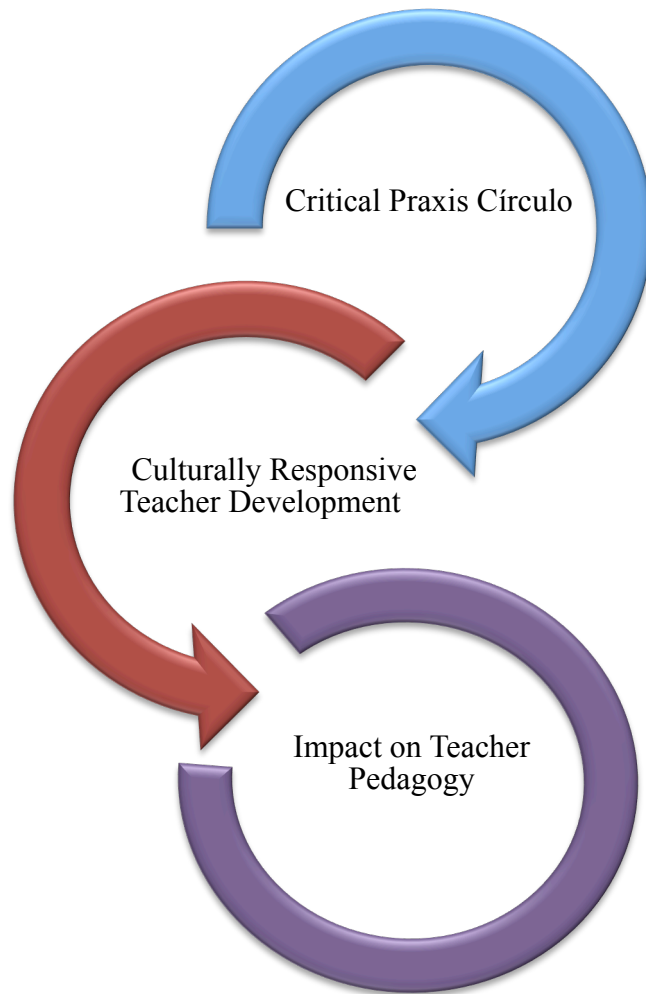 Critical Praxis Círculo
Culturally Responsive
Teacher Development
Impact on Teacher
Pedagogy